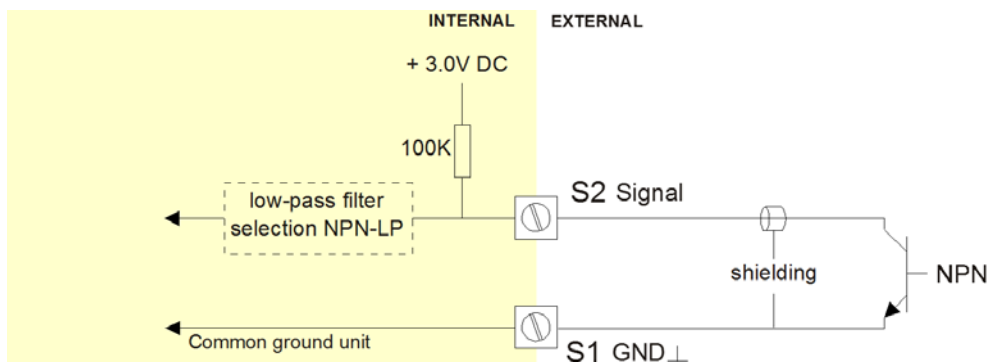 INTERNAL EXTERNAL
+ 3.0V DC
100K
low-pass filter
selection NPN-LP
S2 Signal
shielding
NPN
Common ground unit
S1 GND⊥